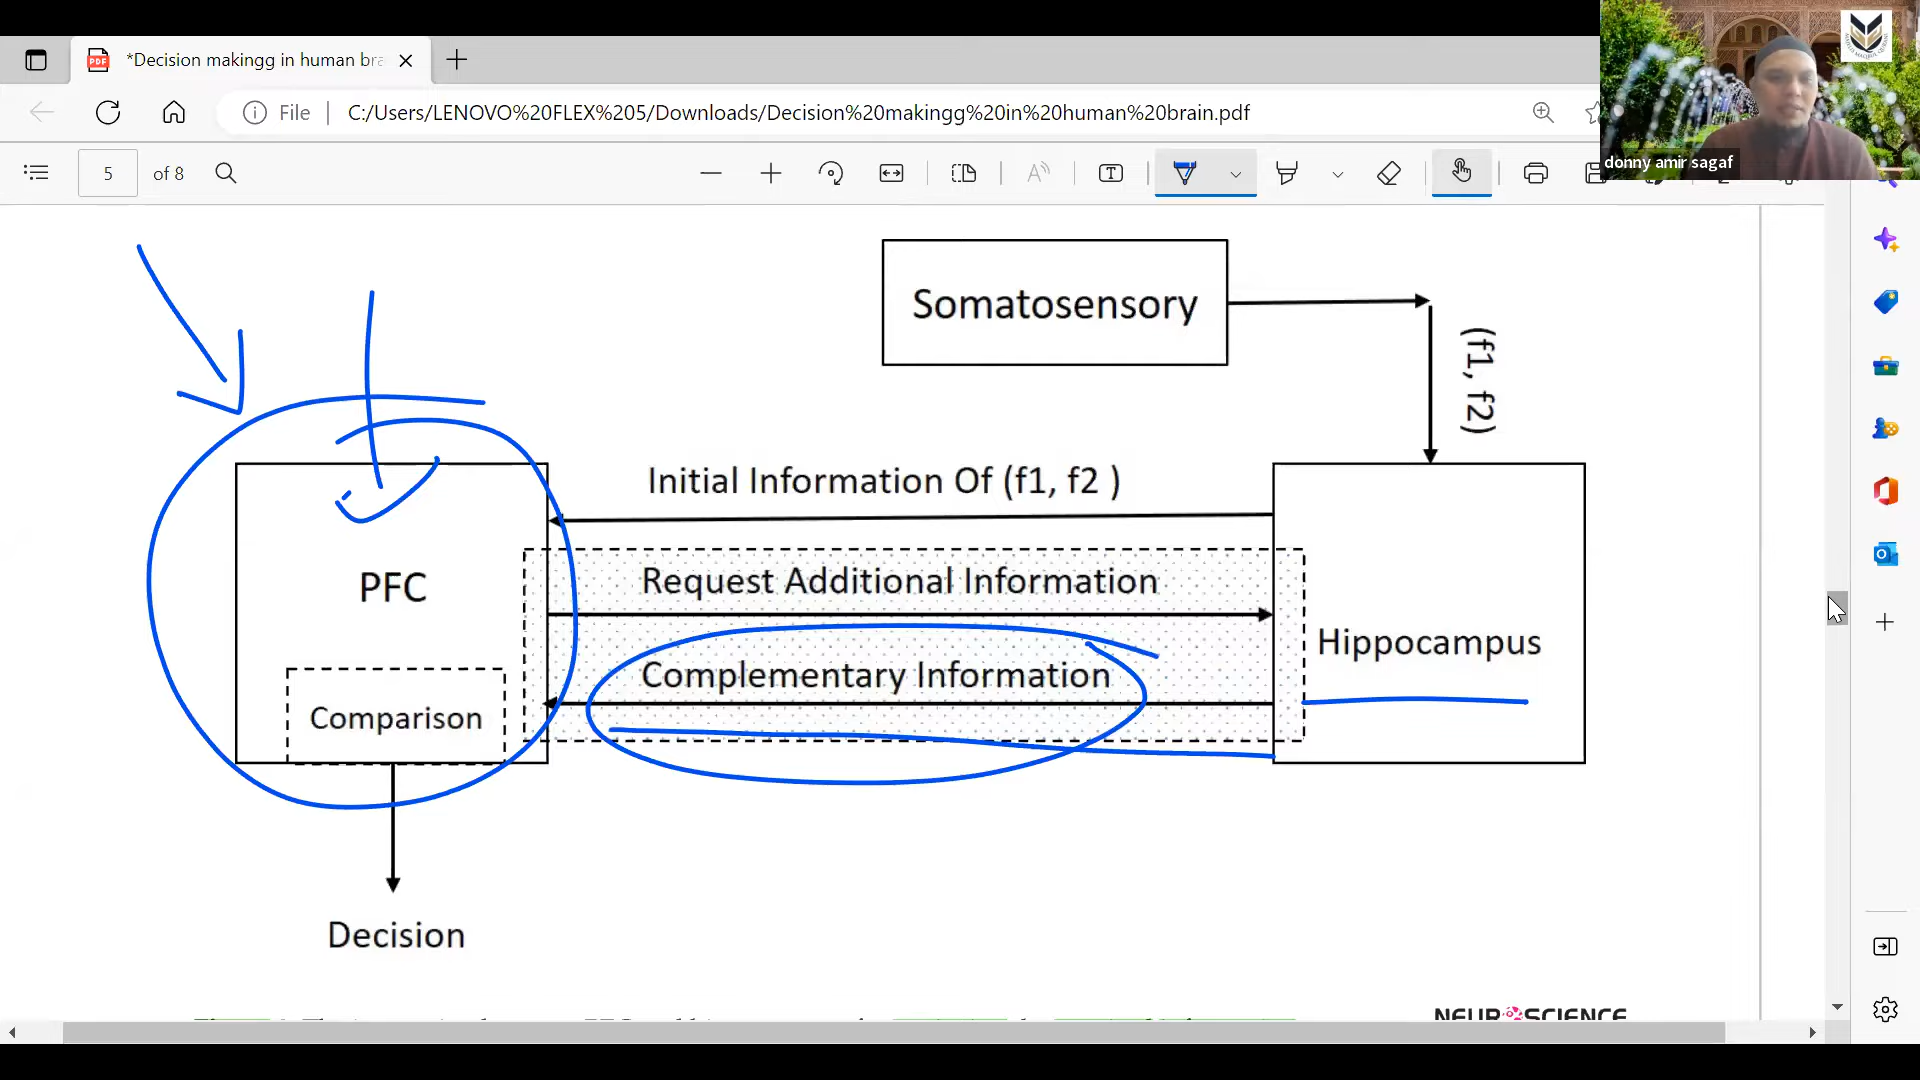 *Decision makingg in human bra
File
C:/Users/LENOVO%20FLEX%205/Downloads/Decision%20makingg%20in%20human%20brain.pdf
5 of 8
donny amir sagaf
Somatosensory
(f1, f2)
Initial Information Of (f1, f2 )
Request Additional Information
PFC
Hippocampus
Complementary Information
Comparison
Decision
NEUROSCIENCE